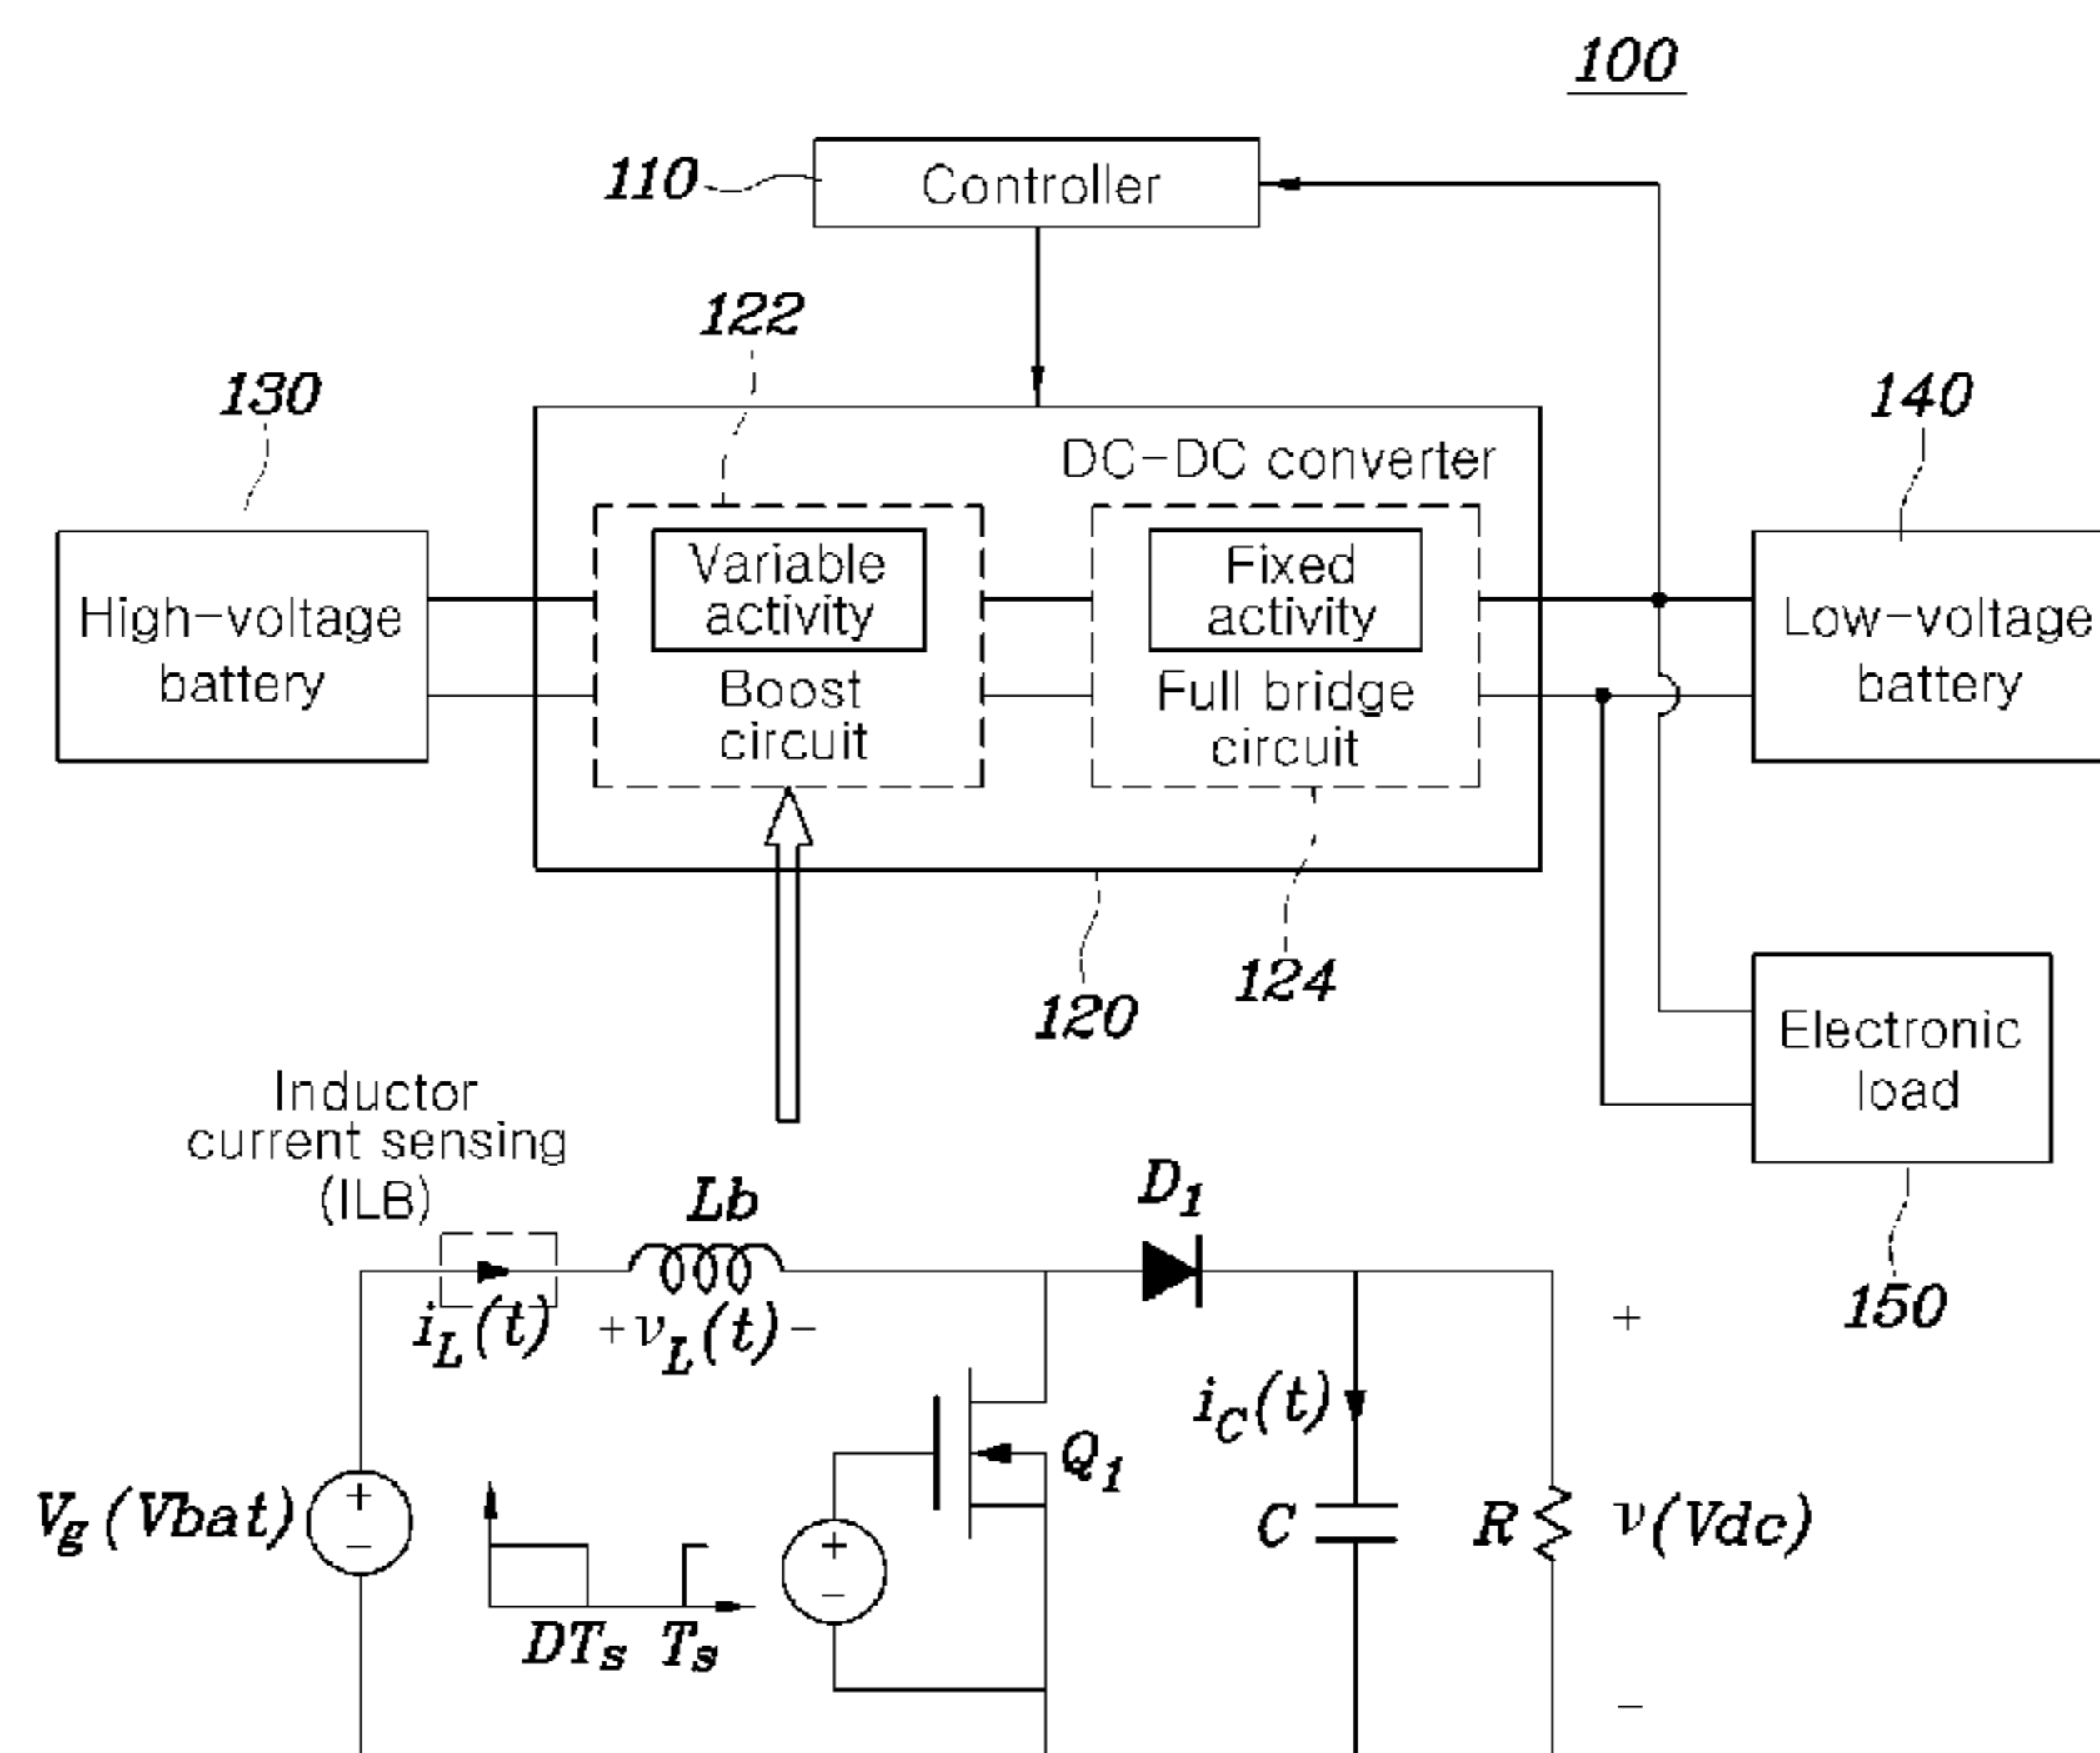 100
110
Controller
122
130
140
DC-DC converter
Variable
activity
Fixed
activity
High-voltage
battery
Boost
circuit
Full bridge
circuit
Low-voltage
battery
124
120
Electronic
load
150
Inductor
current sensing
(ILB)
Lb
D1
iL(t)
+νL(t)-
+
iC(t)
Q1
Vg(Vbat)
+
-
+
-
C
R
ν(Vdc)
DTs Ts
-